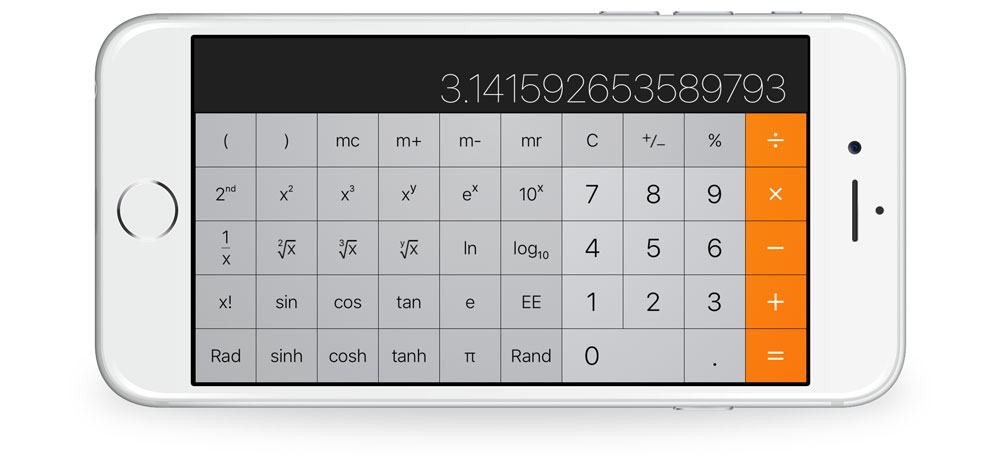 3.141592653589793
( ) mc m+ m- mr C +/− % ÷
2ⁿᵈ x² x³ xʸ eˣ 10ˣ 7 8 9 ×
1/x ²√x ³√x ʸ√x ln log₁₀ 4 5 6 −
x! sin cos tan e EE 1 2 3 +
Rad sinh cosh tanh π Rand 0 . =